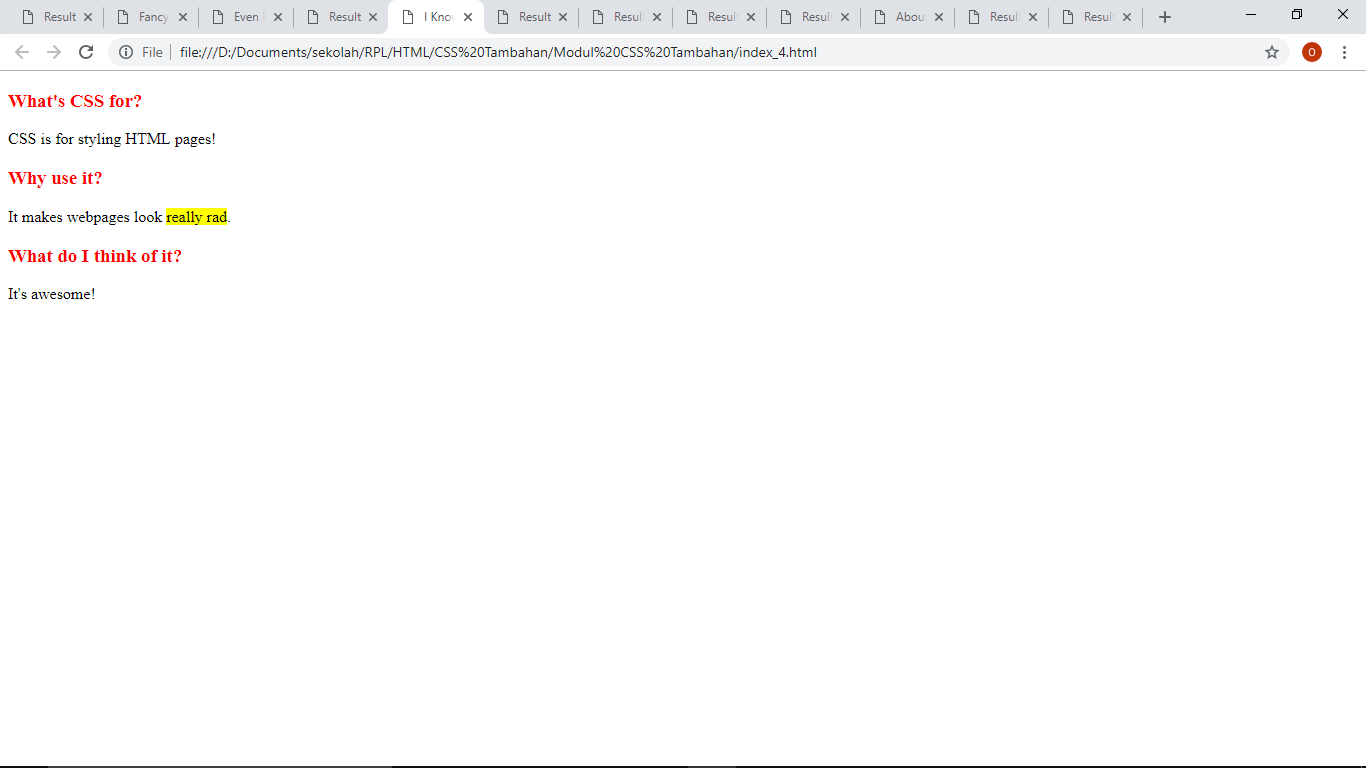 Result Fancy Even Result I Kno Result Resul Resul Resul Abou Resul Resul
File file:///D:/Documents/sekolah/RPL/HTML/CSS%20Tambahan/Modul%20CSS%20Tambahan/index_4.html O
What's CSS for?
CSS is for styling HTML pages!
Why use it?
It makes webpages look really rad.
What do I think of it?
It's awesome!